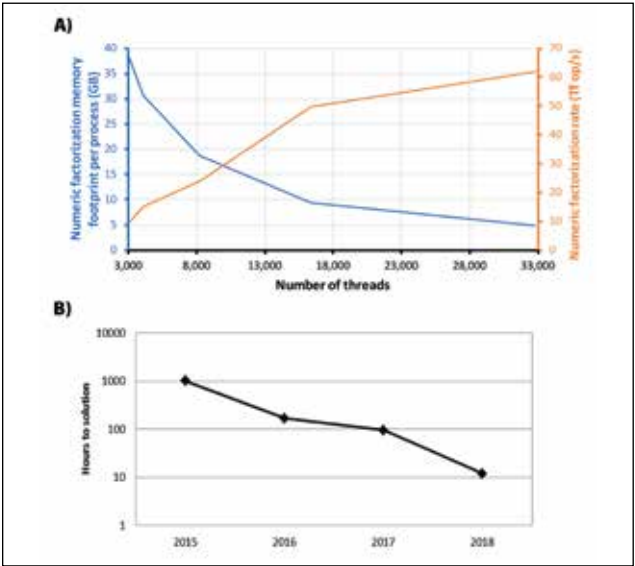 A)
Numeric factorization memory
footprint per process (GB)
40
35
30
25
20
15
10
5
0
70
60
50
40
30
20
10
0
Numeric factorization rate (Tf op/s)
3,000 8,000 13,000 18,000 23,000 28,000 33,000
Number of threads
B)
Hours to solution
10000
1000
100
10
1
2015 2016 2017 2018